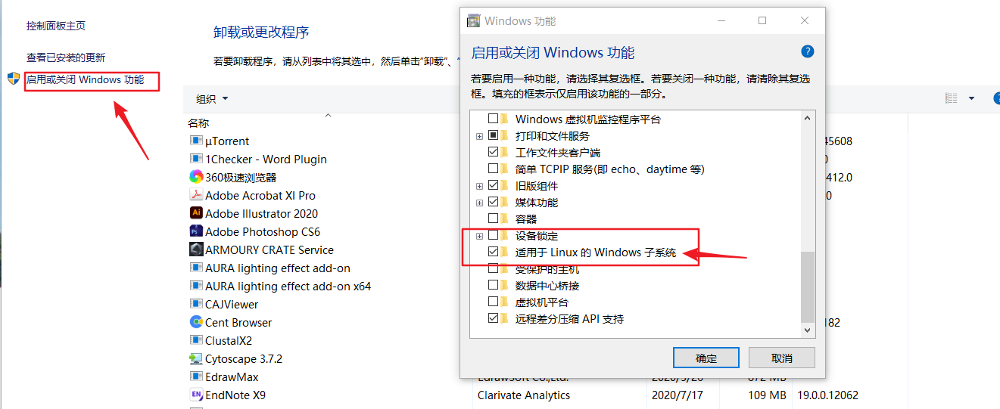 控制面板主页
查看已安装的更新
启用或关闭 Windows 功能
卸载或更改程序
若要卸载程序，请从列表中将其选中，然后单击“卸载”、“
组织
名称
µTorrent
1Checker - Word Plugin
360极速浏览器
Adobe Acrobat XI Pro
Adobe Illustrator 2020
Adobe Photoshop CS6
ARMOURY CRATE Service
AURA lighting effect add-on
AURA lighting effect add-on x64
CAJViewer
Cent Browser
ClustalX2
Cytoscape 3.7.2
EdrawMax
EndNote X9
Clarivate Analytics 2020/7/17 109 MB 19.0.0.12062
45608
412.0
182
Windows 功能
启用或关闭 Windows 功能
若要启用一种功能，请选择其复选框。若要关闭一种功能，请清除其复选
框。填充的框表示仅启用该功能的一部分。
Windows 虚拟机监控程序平台
打印和文件服务
工作文件夹客户端
简单 TCPIP 服务(即 echo、daytime 等)
旧版组件
媒体功能
容器
设备锁定
适用于 Linux 的 Windows 子系统
受保护的主机
数据中心桥接
虚拟机平台
远程差分压缩 API 支持
确定
取消